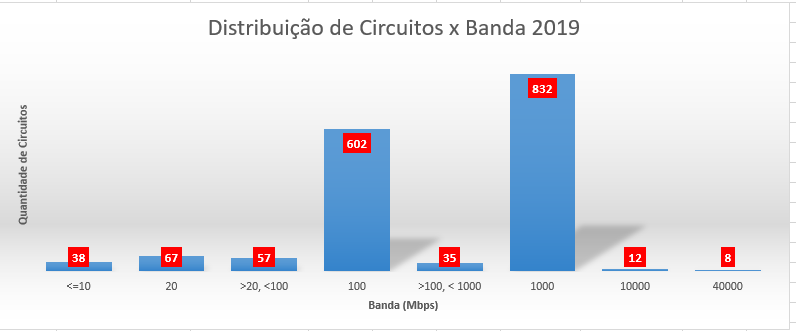 Distribuição de Circuitos x Banda 2019
Quantidade de Circuitos
38 67 57 602 35 832 12 8
<=10 20 >20, <100 100 >100, < 1000 1000 10000 40000
Banda (Mbps)